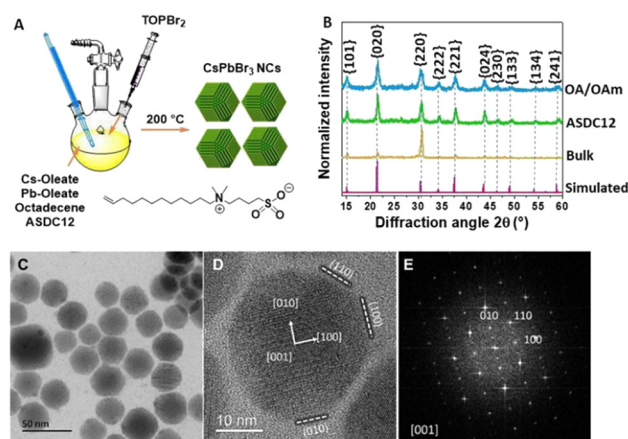 A
TOPBr₂
CsPbBr₃ NCs
200 °C
Cs-Oleate
Pb-Oleate
Octadecene
ASDC12
N
⊕
S
O
O
O⊖
B
Normalized intensity
{101}
{020}
{220}
{222}
{221}
{024}
{230}
{133}
{134}
{241}
OA/OAm
ASDC12
Bulk
Simulated
15 20 25 30 35 40 45 50 55 60
Diffraction angle 2θ (°)
C
50 nm
D
(110)
(100)
[010]
[100]
[001]
(010)
10 nm
E
010
110
100
[001]